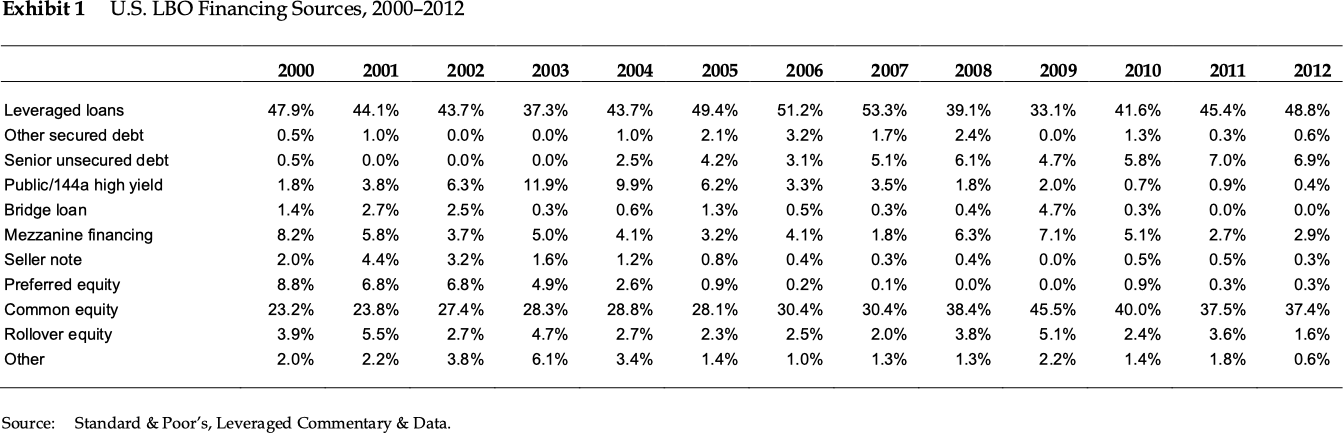 Exhibit 1 U.S. LBO Financing Sources, 2000–2012
2000 2001 2002 2003 2004 2005 2006 2007 2008 2009 2010 2011 2012
Leveraged loans 47.9% 44.1% 43.7% 37.3% 43.7% 49.4% 51.2% 53.3% 39.1% 33.1% 41.6% 45.4% 48.8%
Other secured debt 0.5% 1.0% 0.0% 0.0% 1.0% 2.1% 3.2% 1.7% 2.4% 0.0% 1.3% 0.3% 0.6%
Senior unsecured debt 0.5% 0.0% 0.0% 0.0% 2.5% 4.2% 3.1% 5.1% 6.1% 4.7% 5.8% 7.0% 6.9%
Public/144a high yield 1.8% 3.8% 6.3% 11.9% 9.9% 6.2% 3.3% 3.5% 1.8% 2.0% 0.7% 0.9% 0.4%
Bridge loan 1.4% 2.7% 2.5% 0.3% 0.6% 1.3% 0.5% 0.3% 0.4% 4.7% 0.3% 0.0% 0.0%
Mezzanine financing 8.2% 5.8% 3.7% 5.0% 4.1% 3.2% 4.1% 1.8% 6.3% 7.1% 5.1% 2.7% 2.9%
Seller note 2.0% 4.4% 3.2% 1.6% 1.2% 0.8% 0.4% 0.3% 0.4% 0.0% 0.5% 0.5% 0.3%
Preferred equity 8.8% 6.8% 6.8% 4.9% 2.6% 0.9% 0.2% 0.1% 0.0% 0.0% 0.9% 0.3% 0.3%
Common equity 23.2% 23.8% 27.4% 28.3% 28.8% 28.1% 30.4% 30.4% 38.4% 45.5% 40.0% 37.5% 37.4%
Rollover equity 3.9% 5.5% 2.7% 4.7% 2.7% 2.3% 2.5% 2.0% 3.8% 5.1% 2.4% 3.6% 1.6%
Other 2.0% 2.2% 3.8% 6.1% 3.4% 1.4% 1.0% 1.3% 1.3% 2.2% 1.4% 1.8% 0.6%
Source: Standard & Poor's, Leveraged Commentary & Data.